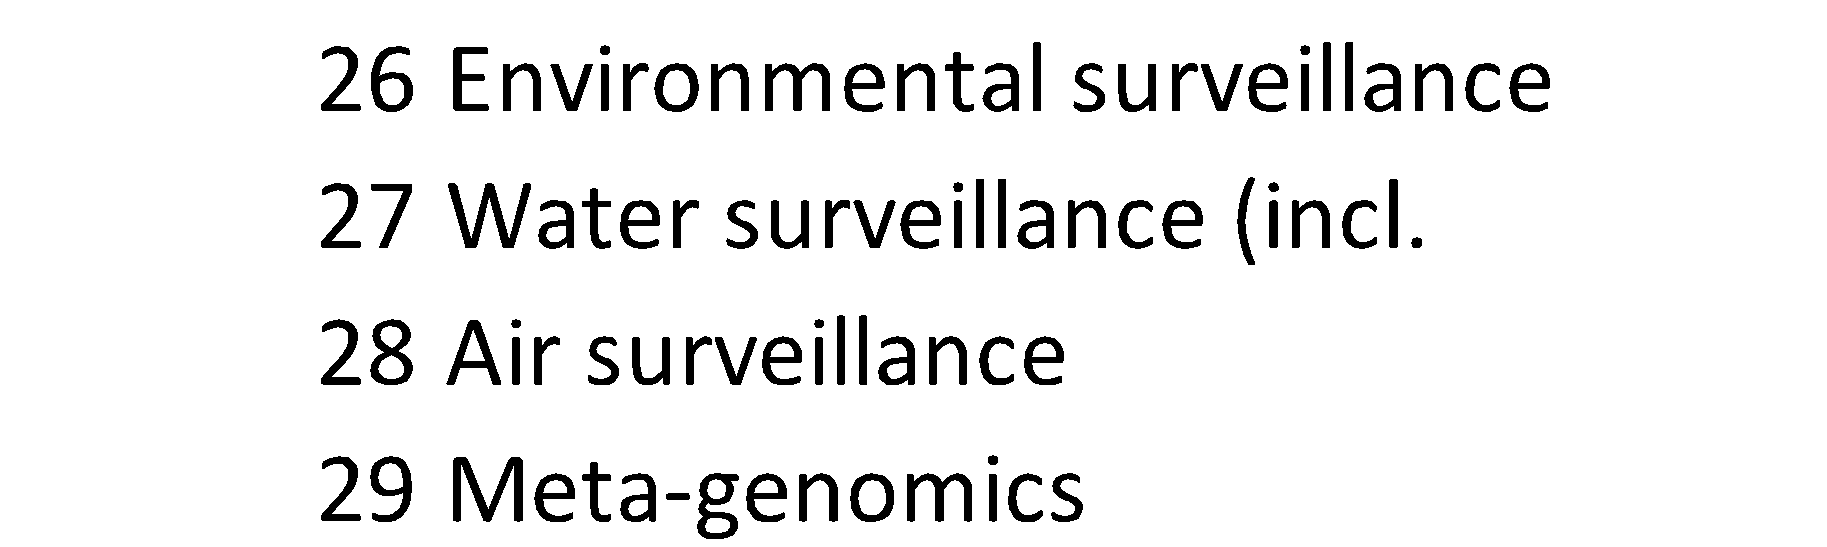 26 Environmental surveillance
27 Water surveillance (incl.
28 Air surveillance
29 Meta-genomics